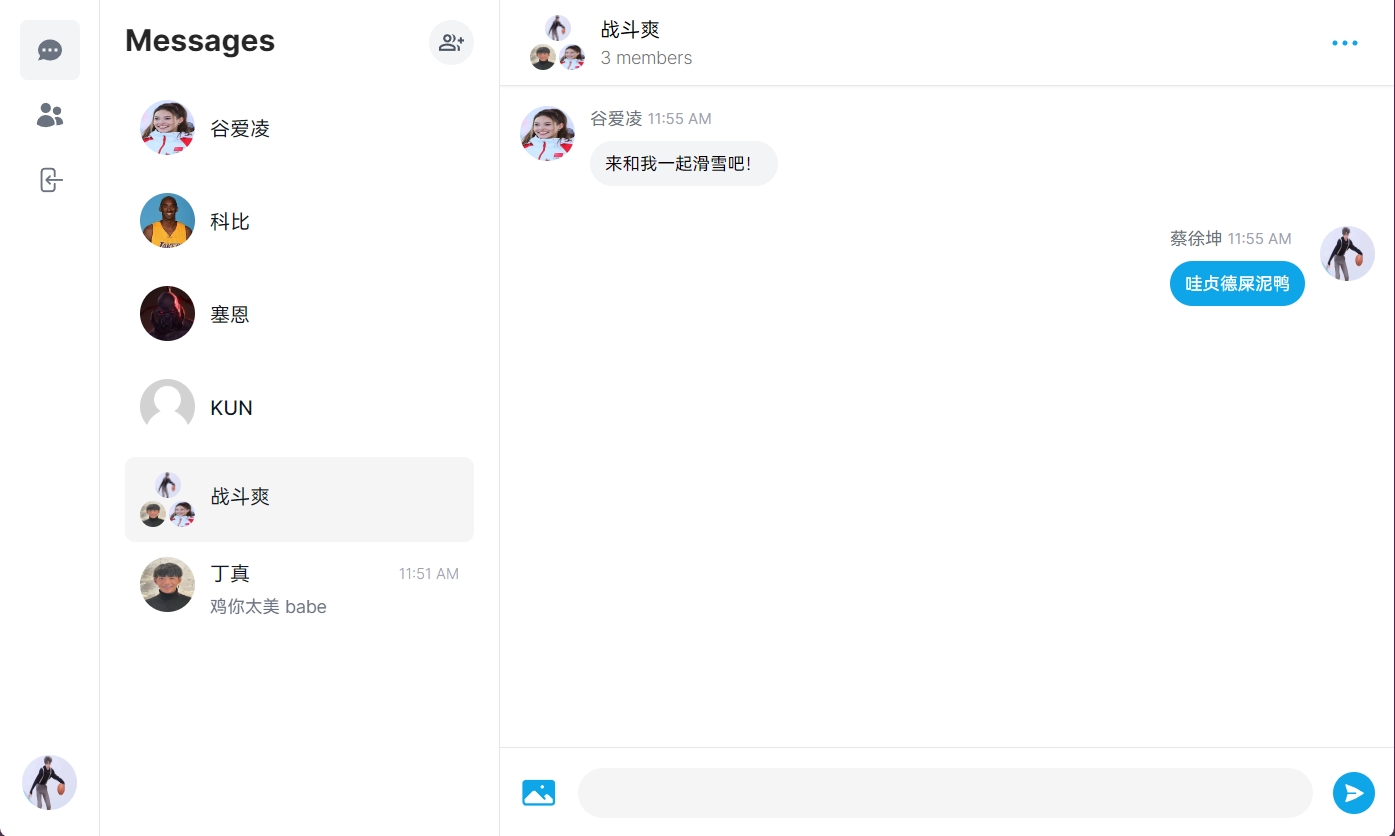 Messages
谷爱凌
科比
塞恩
KUN
战斗爽
丁真 11:51 AM
鸡你太美 babe
战斗爽
3 members
谷爱凌 11:55 AM
来和我一起滑雪吧！
蔡徐坤 11:55 AM
哇贞德屎泥鸭